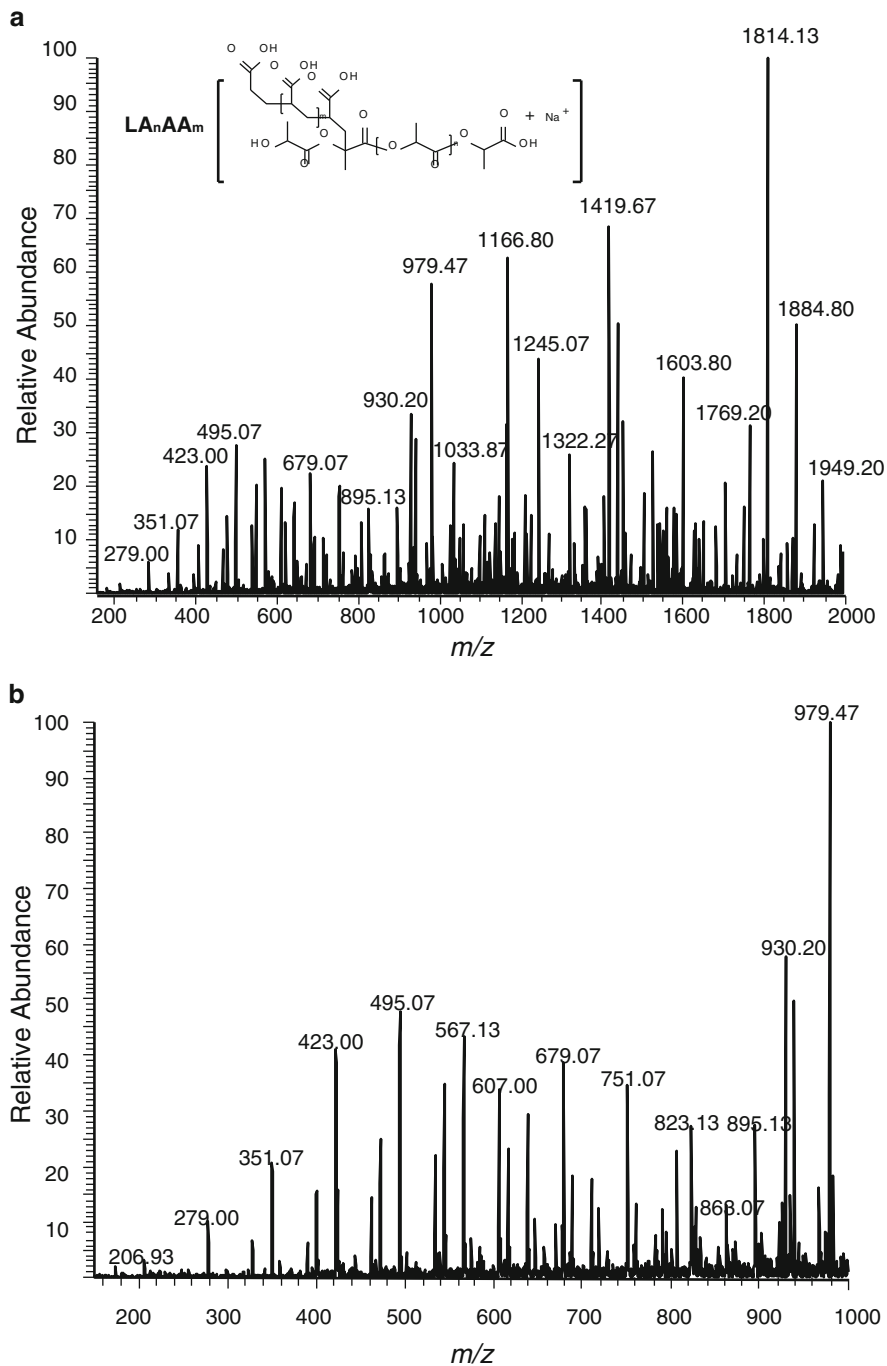 a
100
90
80
70
60
50
40
30
20
10
Relative Abundance
LAnAAm
O
OH
O
OH
O
OH
O
m
HO
O
O
O
O
n
O
O
O
OH
+ Na+
1814.13
1419.67
1166.80
979.47
1884.80
1245.07
1603.80
930.20
1769.20
495.07
423.00
679.07
1033.87
1322.27
895.13
1949.20
351.07
279.00
200 400 600 800 1000 1200 1400 1600 1800 2000
m/z
b
100
90
80
70
60
50
40
30
20
10
Relative Abundance
979.47
930.20
495.07
567.13
423.00
679.07
607.00
751.07
823.13
895.13
351.07
279.00
863.07
206.93
200 300 400 500 600 700 800 900 1000
m/z